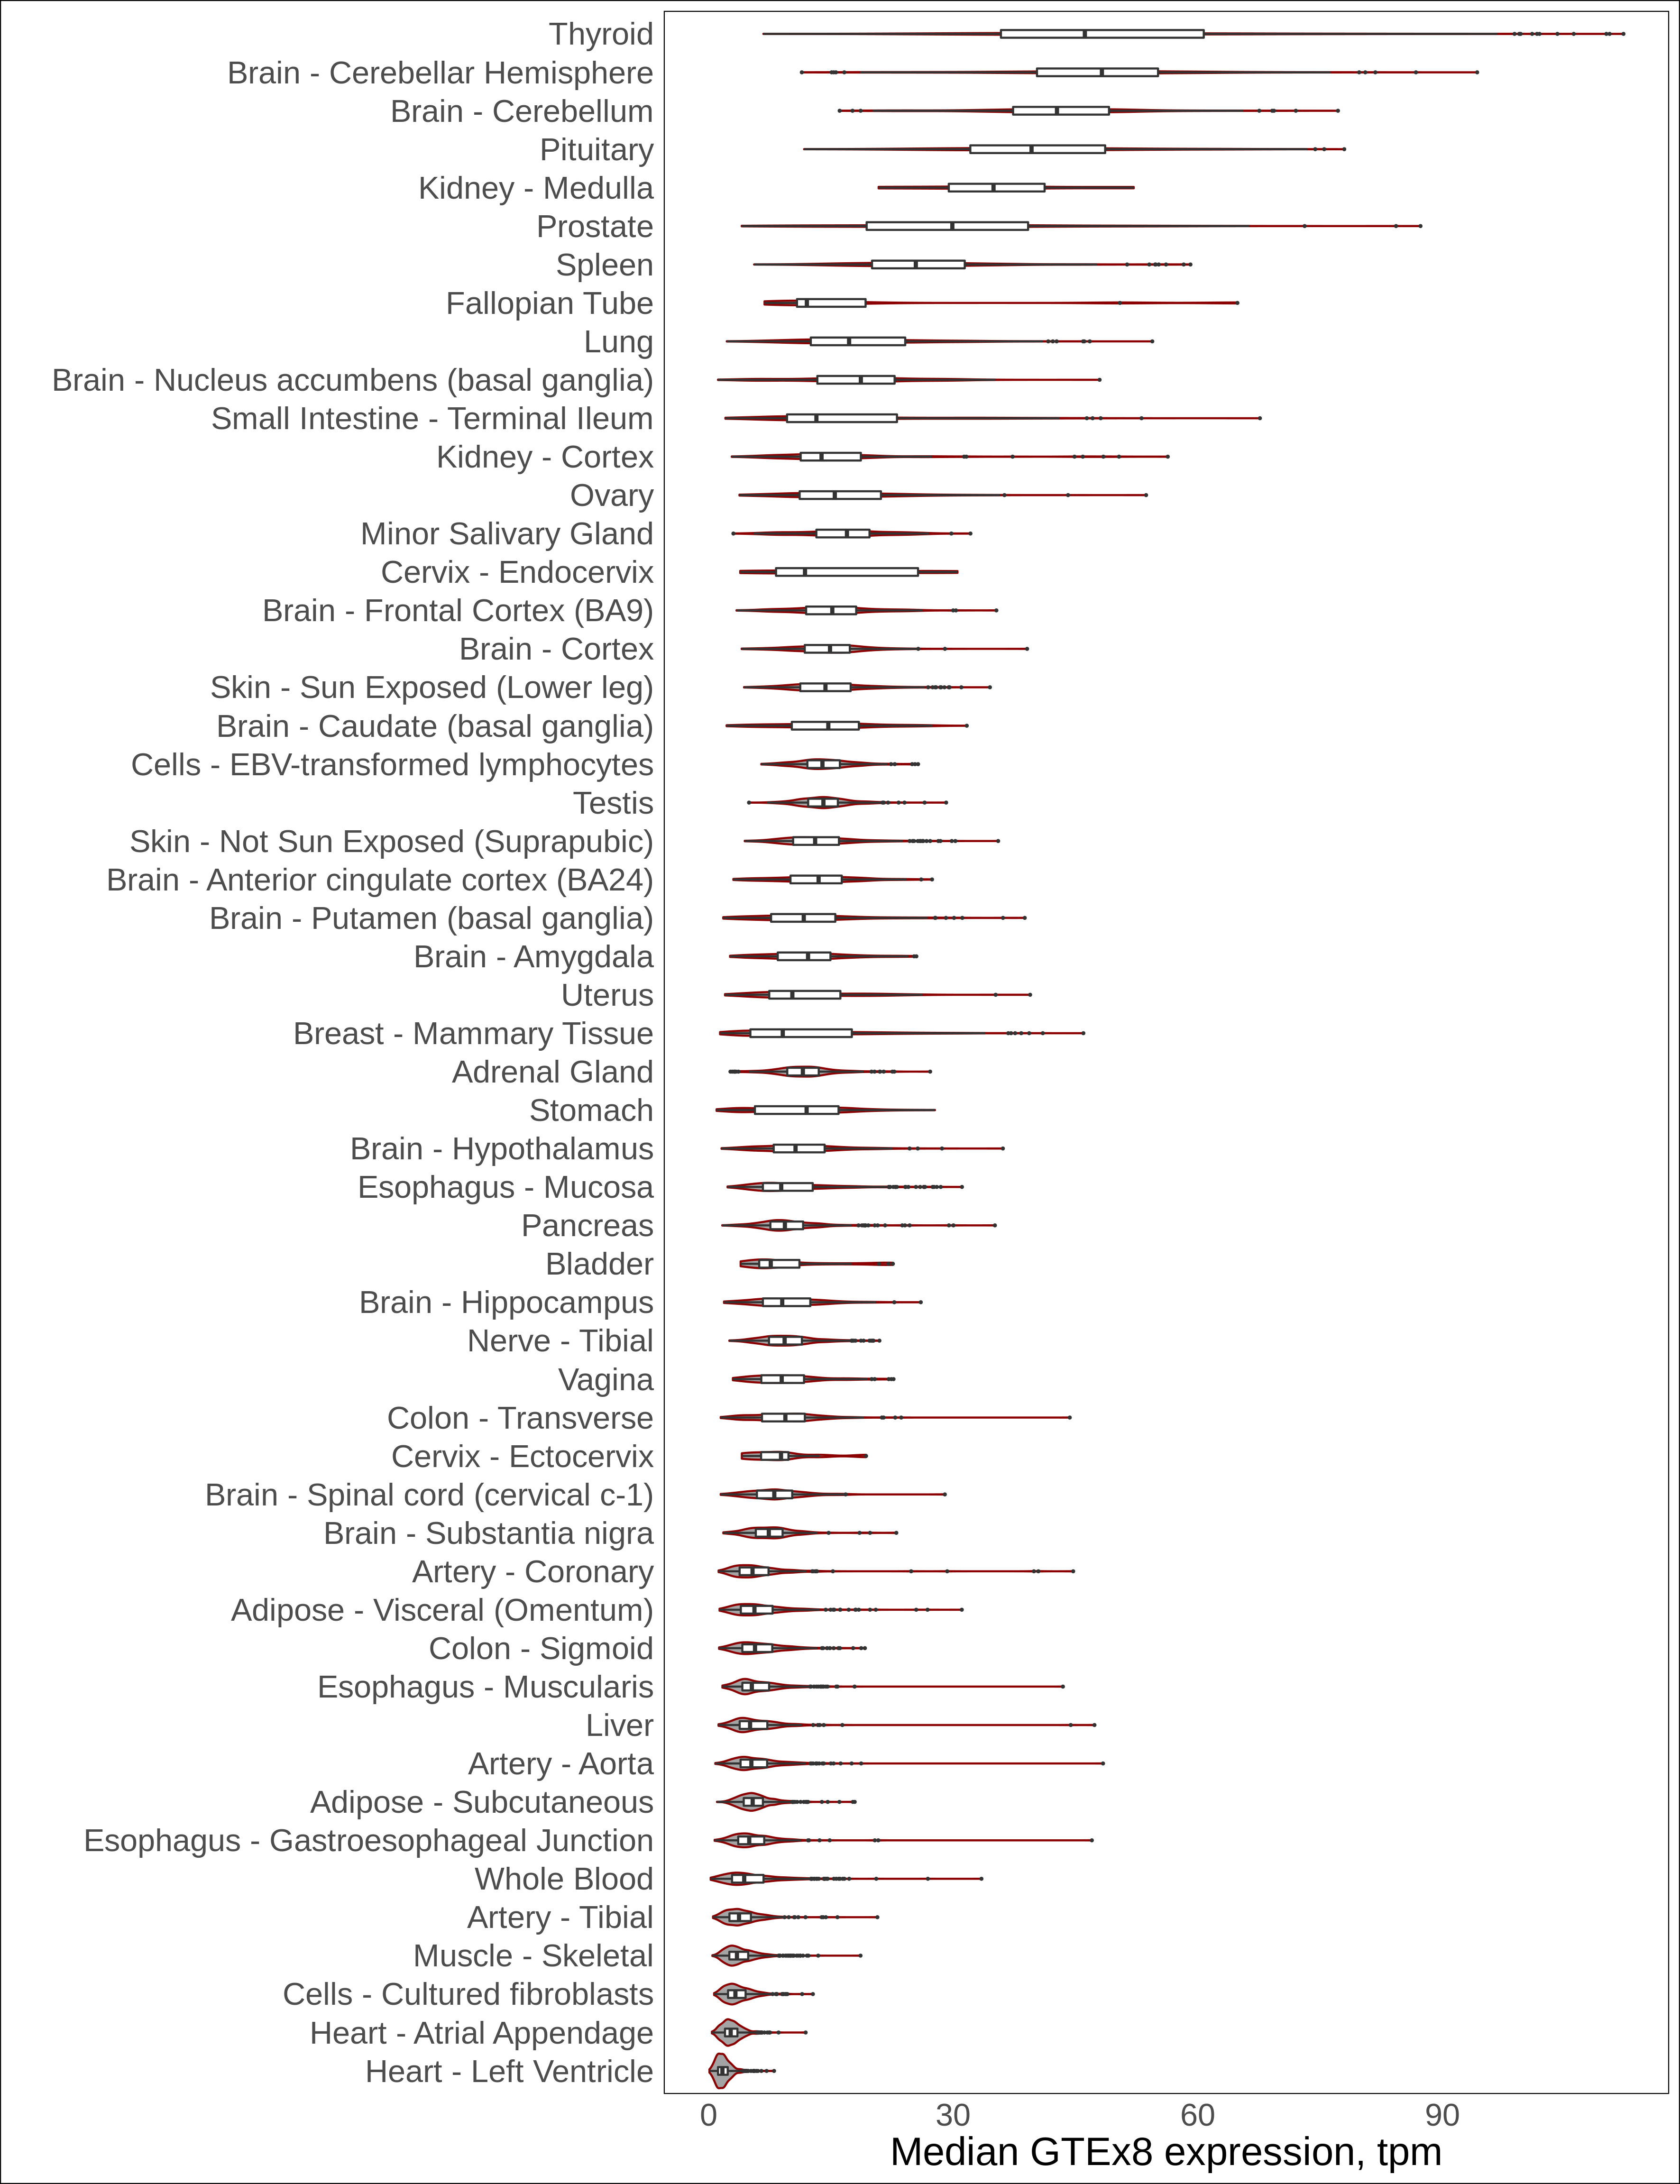 Thyroid
Brain - Cerebellar Hemisphere
Brain - Cerebellum
Pituitary
Kidney - Medulla
Prostate
Spleen
Fallopian Tube
Lung
Brain - Nucleus accumbens (basal ganglia)
Small Intestine - Terminal Ileum
Kidney - Cortex
Ovary
Minor Salivary Gland
Cervix - Endocervix
Brain - Frontal Cortex (BA9)
Brain - Cortex
Skin - Sun Exposed (Lower leg)
Brain - Caudate (basal ganglia)
Cells - EBV-transformed lymphocytes
Testis
Skin - Not Sun Exposed (Suprapubic)
Brain - Anterior cingulate cortex (BA24)
Brain - Putamen (basal ganglia)
Brain - Amygdala
Uterus
Breast - Mammary Tissue
Adrenal Gland
Stomach
Brain - Hypothalamus
Esophagus - Mucosa
Pancreas
Bladder
Brain - Hippocampus
Nerve - Tibial
Vagina
Colon - Transverse
Cervix - Ectocervix
Brain - Spinal cord (cervical c-1)
Brain - Substantia nigra
Artery - Coronary
Adipose - Visceral (Omentum)
Colon - Sigmoid
Esophagus - Muscularis
Liver
Artery - Aorta
Adipose - Subcutaneous
Esophagus - Gastroesophageal Junction
Whole Blood
Artery - Tibial
Muscle - Skeletal
Cells - Cultured fibroblasts
Heart - Atrial Appendage
Heart - Left Ventricle
0 30 60 90
Median GTEx8 expression, tpm